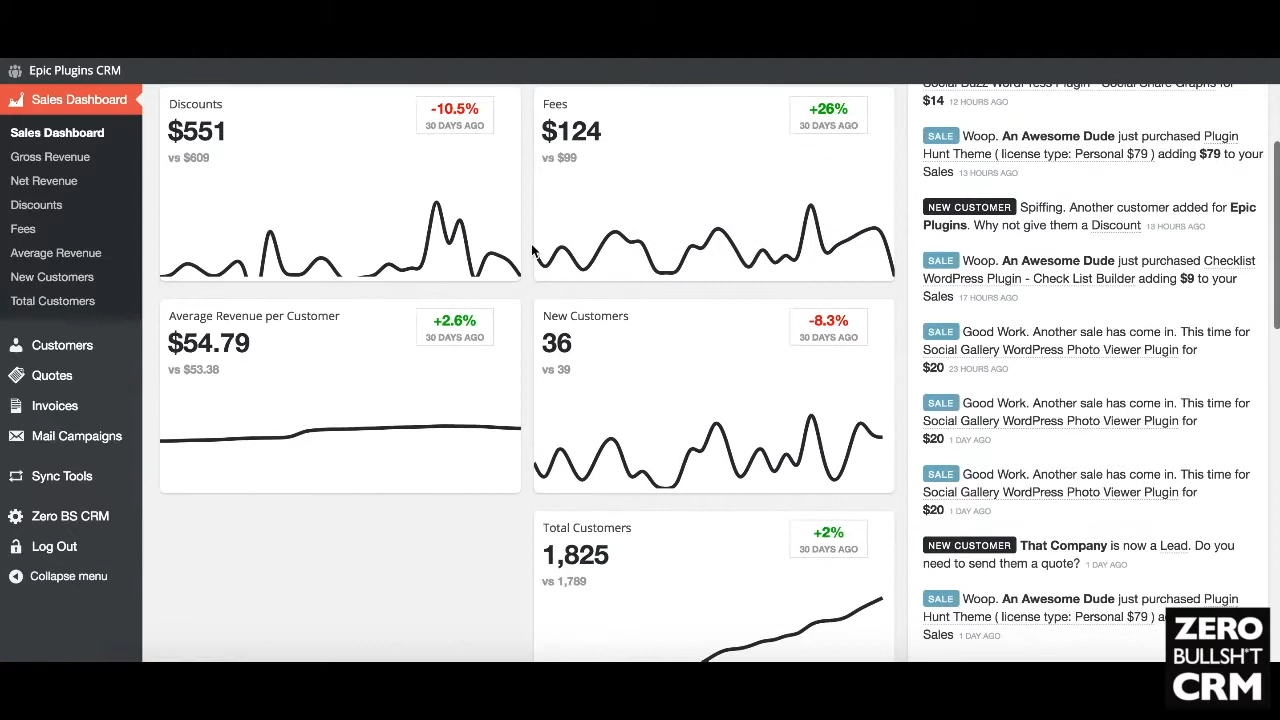 Epic Plugins CRM
Sales Dashboard
Sales Dashboard
Gross Revenue
Net Revenue
Discounts
Fees
Average Revenue
New Customers
Total Customers
Customers
Quotes
Invoices
Mail Campaigns
Sync Tools
Zero BS CRM
Log Out
Collapse menu
Discounts
$551
vs $609
-10.5%
30 DAYS AGO
Fees
$124
vs $99
+26%
30 DAYS AGO
Average Revenue per Customer
$54.79
vs $53.38
+2.6%
30 DAYS AGO
New Customers
36
vs 39
-8.3%
30 DAYS AGO
Total Customers
1,825
vs 1,789
+2%
30 DAYS AGO
Social Buzz WordPress Plugin - Social Share Graphs for
$14 12 HOURS AGO
SALE Woop. An Awesome Dude just purchased Plugin
Hunt Theme ( license type: Personal $79 ) adding $79 to your
Sales 13 HOURS AGO
NEW CUSTOMER Spiffing. Another customer added for Epic
Plugins. Why not give them a Discount 13 HOURS AGO
SALE Woop. An Awesome Dude just purchased Checklist
WordPress Plugin - Check List Builder adding $9 to your
Sales 17 HOURS AGO
SALE Good Work. Another sale has come in. This time for
Social Gallery WordPress Photo Viewer Plugin for
$20 23 HOURS AGO
SALE Good Work. Another sale has come in. This time for
Social Gallery WordPress Photo Viewer Plugin for
$20 1 DAY AGO
SALE Good Work. Another sale has come in. This time for
Social Gallery WordPress Photo Viewer Plugin for
$20 1 DAY AGO
NEW CUSTOMER That Company is now a Lead. Do you
need to send them a quote? 1 DAY AGO
SALE Woop. An Awesome Dude just purchased Plugin
Hunt Theme ( license type: Personal $79 )
Sales 1 DAY AGO
ZERO
BULLSH*T
CRM